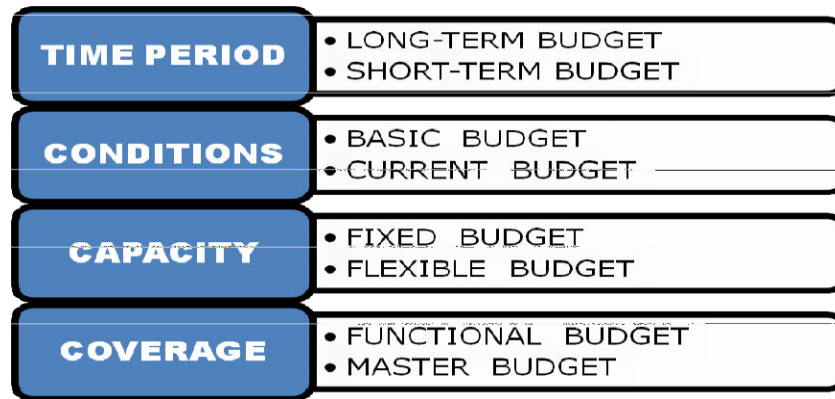 TIME PERIOD
• LONG-TERM BUDGET
• SHORT-TERM BUDGET
CONDITIONS
• BASIC BUDGET
• CURRENT BUDGET
CAPACITY
• FIXED BUDGET
• FLEXIBLE BUDGET
COVERAGE
• FUNCTIONAL BUDGET
• MASTER BUDGET